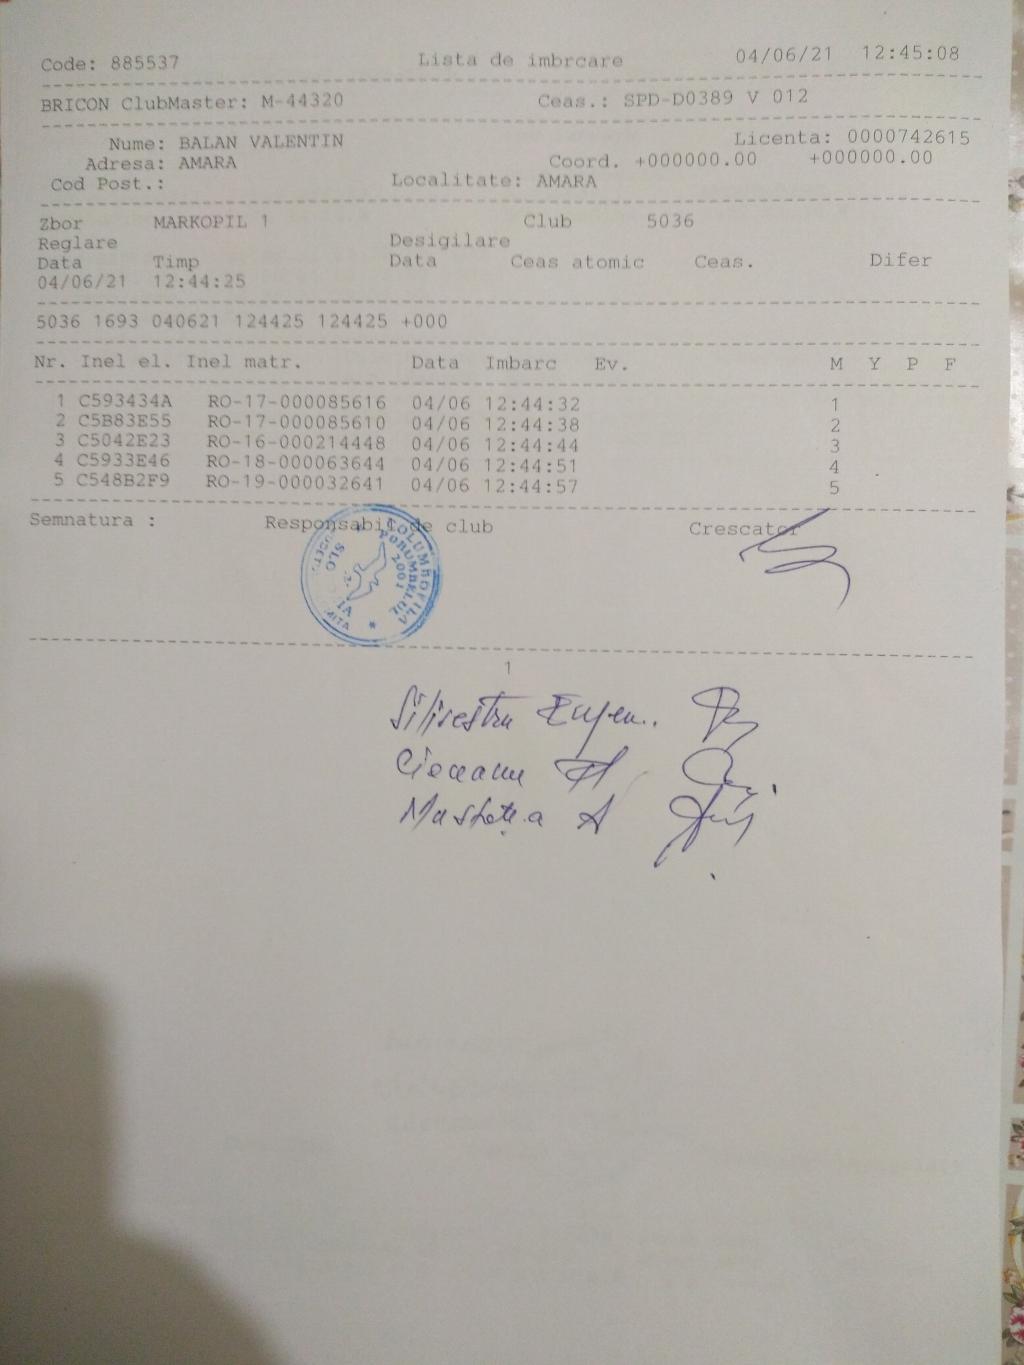 Code: 885537 Lista de imbrcare 04/06/21 12:45:08
BRICON ClubMaster: M-44320 Ceas.: SPD-D0389 V 012
Nume: BALAN VALENTIN Licenta: 0000742615
Adresa: AMARA Coord. +000000.00 +000000.00
Cod Post.: Localitate: AMARA
Zbor MARKOPIL 1 Club 5036
Reglare Desigilare
Data Timp Data Ceas atomic Ceas. Difer
04/06/21 12:44:25
5036 1693 040621 124425 124425 +000
Nr. Inel el. Inel matr. Data Imbarc Ev. M Y P F
1 C593434A RO-17-000085616 04/06 12:44:32 1
2 C5B83E55 RO-17-000085610 04/06 12:44:38 2
3 C5042E23 RO-16-000214448 04/06 12:44:44 3
4 C5933E46 RO-18-000063644 04/06 12:44:51 4
5 C548B2F9 RO-19-000032641 04/06 12:44:57 5
Semnatura : Responsabil de club Crescator
COLUMBOFILA
PORUMBELUL
2001
SLO
1
Silivestru Eugen